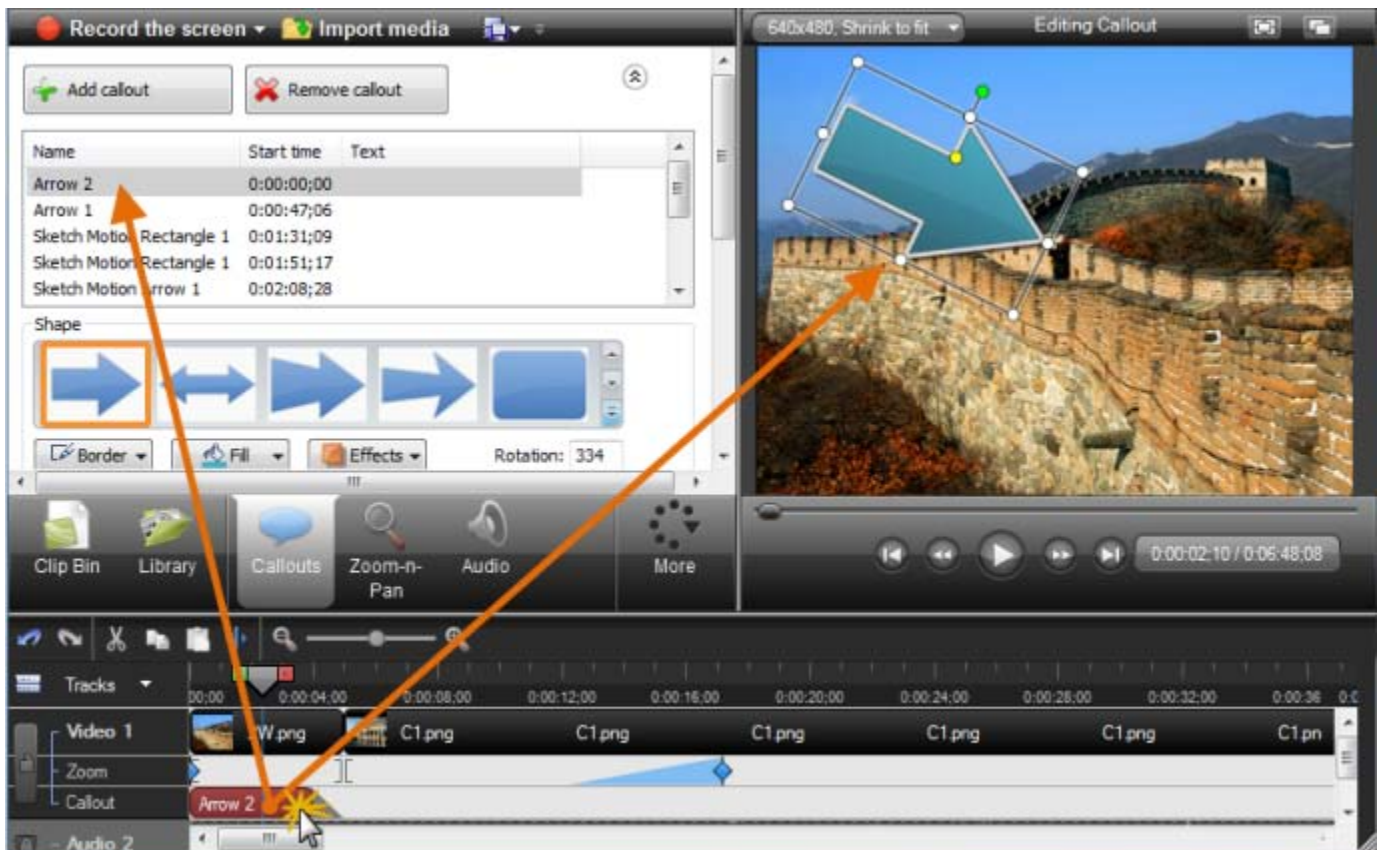 Record the screen Import media
640x480, Shrink to fit Editing Callout
Add callout Remove callout
Name Start time Text
Arrow 2 0:00:00;00
Arrow 1 0:00:47;06
Sketch Motion Rectangle 1 0:01:31;09
Sketch Motion Rectangle 1 0:01:51;17
Sketch Motion Arrow 1 0:02:08;28
Shape
Border Fill Effects Rotation: 334
Clip Bin Library Callouts Zoom-n-Pan Audio More
0:00:02;10 / 0:06:48;08
Tracks 00;00 0:00:04;00 0:00:08;00 0:00:12;00 0:00:16;00 0:00:20;00 0:00:24;00 0:00:28;00 0:00:32;00 0:00:36
Video 1 C1.png C1.png C1.png C1.png C1.png C1.pn
Zoom
Callout Arrow 2
Audio 2